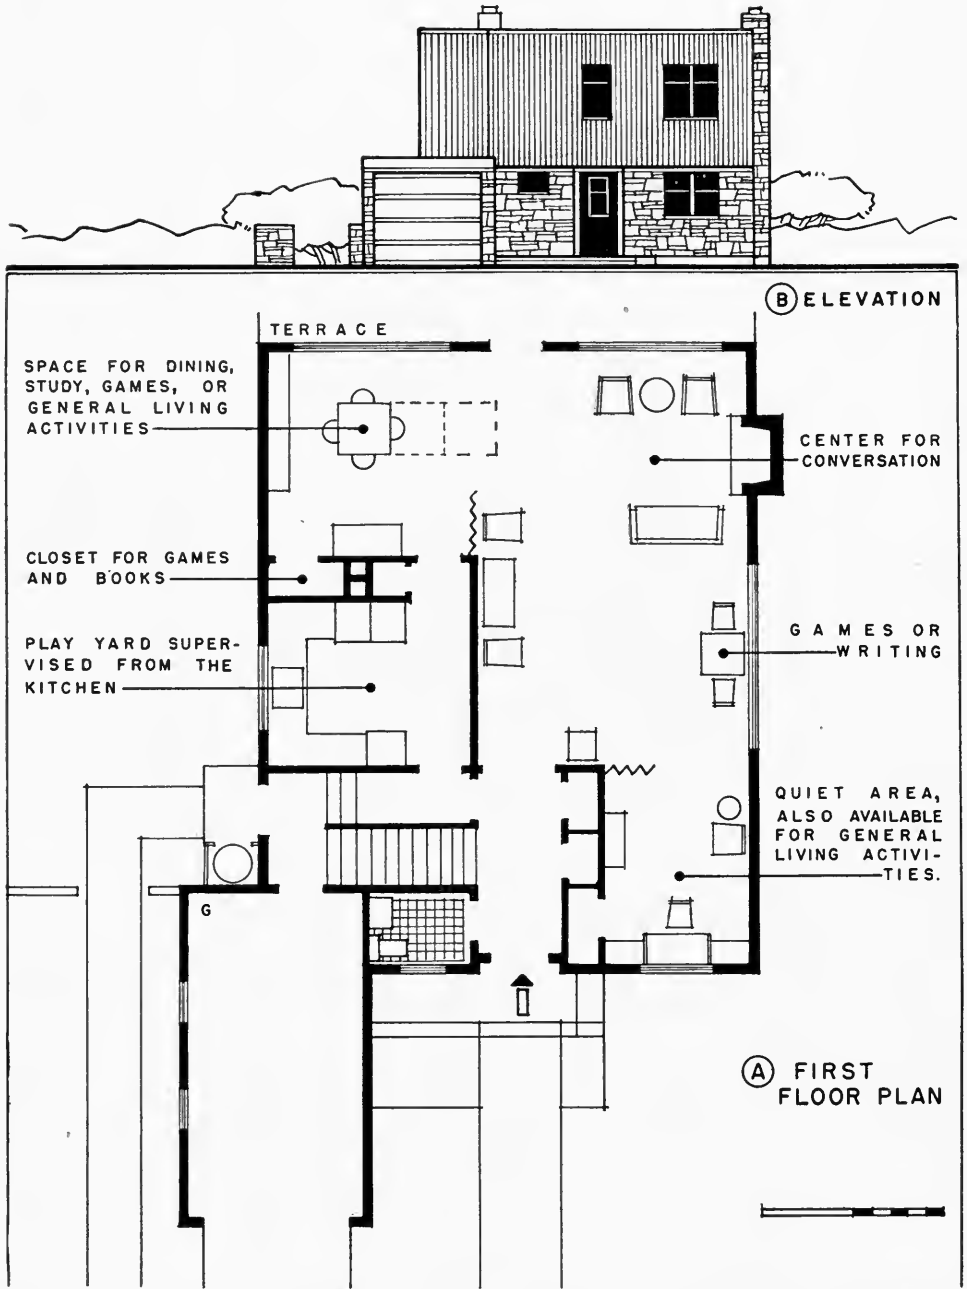 B ELEVATION
TERRACE
SPACE FOR DINING,
STUDY, GAMES, OR
GENERAL LIVING
ACTIVITIES
CENTER FOR
CONVERSATION
CLOSET FOR GAMES
AND BOOKS
PLAY YARD SUPER-
VISED FROM THE
KITCHEN
GAMES OR
WRITING
QUIET AREA,
ALSO AVAILABLE
FOR GENERAL
LIVING ACTIVI-
TIES.
G
A FIRST
FLOOR PLAN